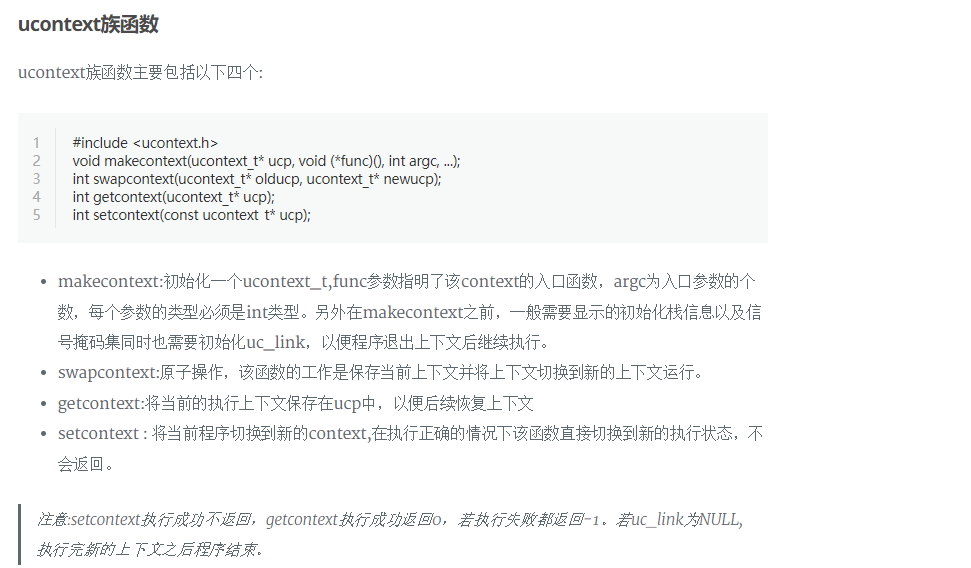 ucontext族函数
ucontext族函数主要包括以下四个:
1 #include <ucontext.h>
2 void makecontext(ucontext_t* ucp, void (*func)(), int argc, ...);
3 int swapcontext(ucontext_t* olducp, ucontext_t* newucp);
4 int getcontext(ucontext_t* ucp);
5 int setcontext(const ucontext_t* ucp);
• makecontext:初始化一个ucontext_t,func参数指明了该context的入口函数，argc为入口参数的个
数，每个参数的类型必须是int类型。另外在makecontext之前，一般需要显示的初始化栈信息以及信
号掩码集同时也需要初始化uc_link，以便程序退出上下文后继续执行。
• swapcontext:原子操作，该函数的工作是保存当前上下文并将上下文切换到新的上下文运行。
• getcontext:将当前的执行上下文保存在ucp中，以便后续恢复上下文
• setcontext : 将当前程序切换到新的context,在执行正确的情况下该函数直接切换到新的执行状态，不
会返回。
注意:setcontext执行成功不返回，getcontext执行成功返回0，若执行失败都返回-1。若uc_link为NULL,
执行完新的上下文之后程序结束。